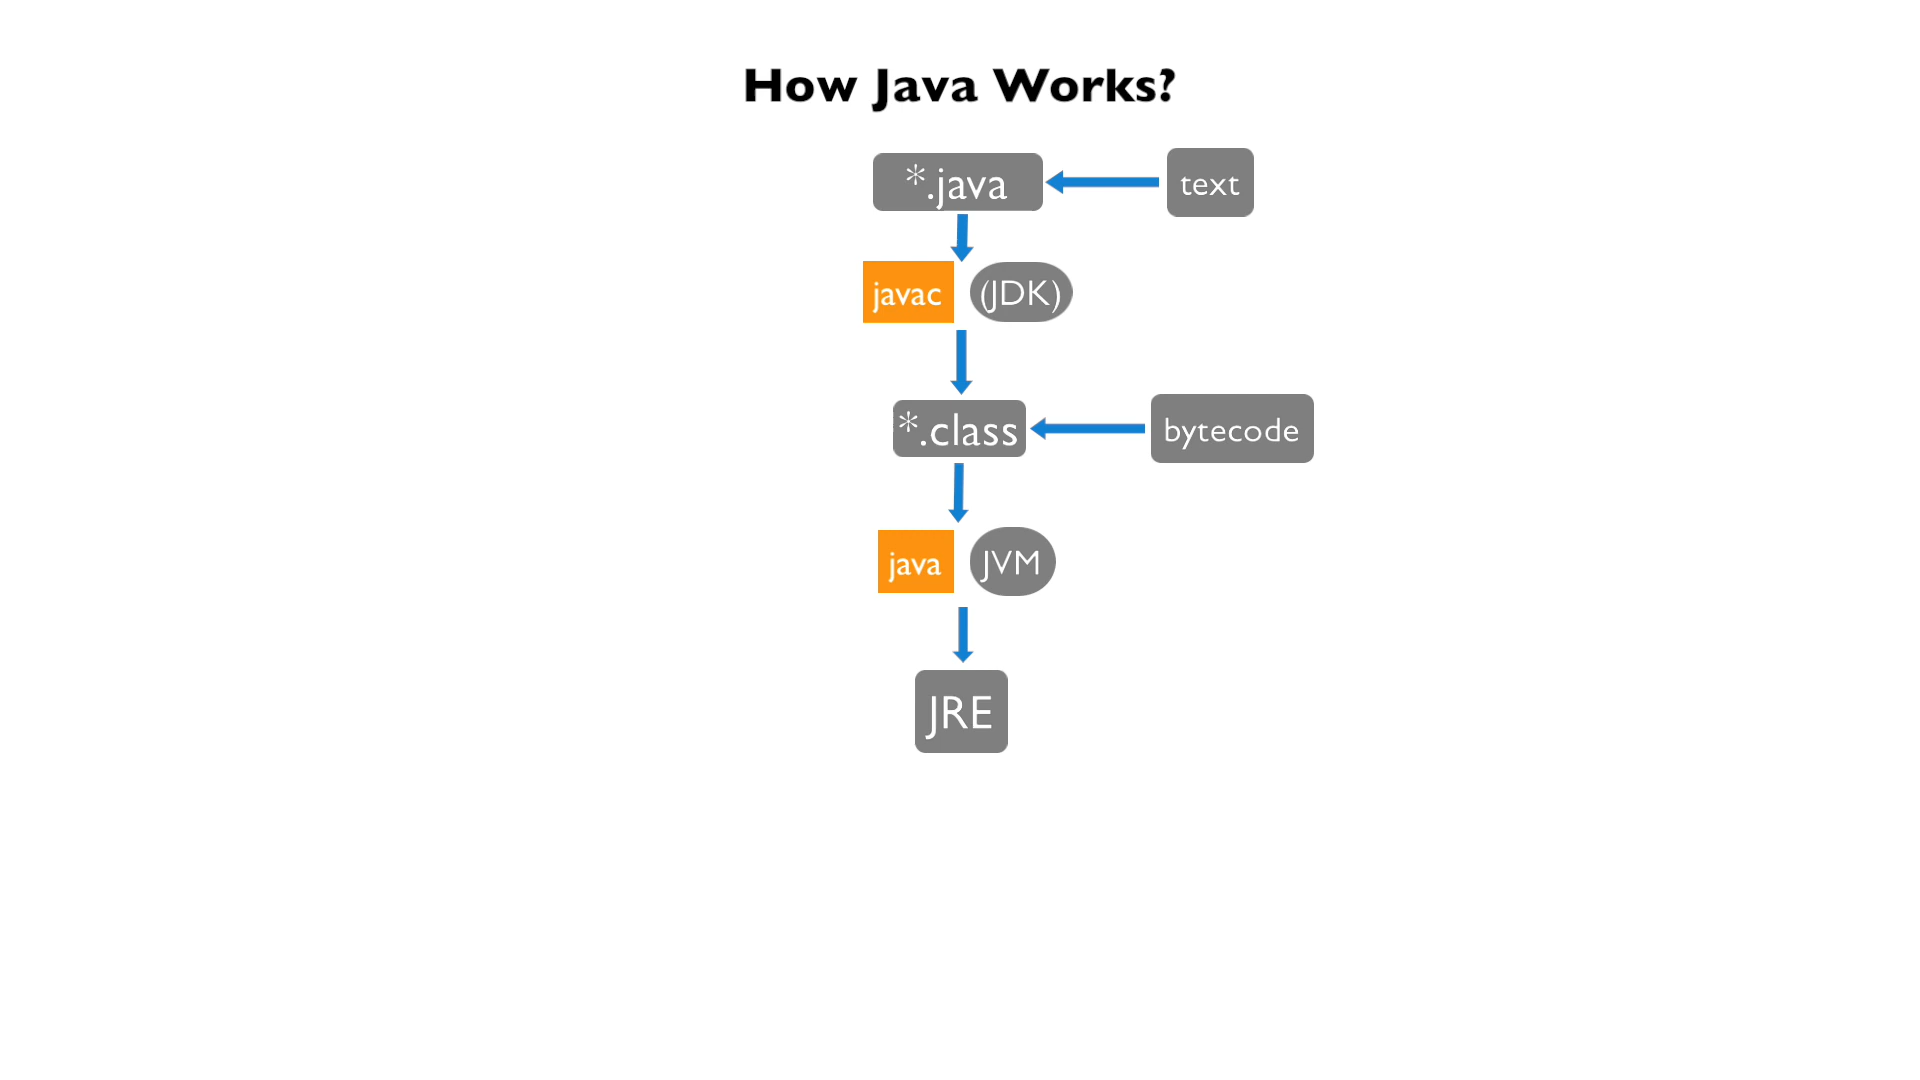 How Java Works?
*.java
text
javac
(JDK)
*.class
bytecode
java
JVM
JRE